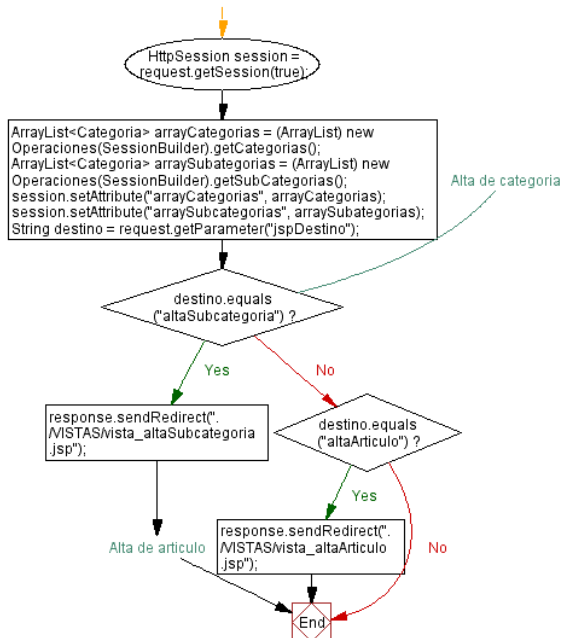 HttpSession session =
request.getSession(true);
ArrayList<Categoria> arrayCategorias = (ArrayList) new
Operaciones(SessionBuilder).getCategorias();
ArrayList<Categoria> arraySubategorias = (ArrayList) new
Operaciones(SessionBuilder).getSubCategorias();
session.setAttribute("arrayCategorias", arrayCategorias);
session.setAttribute("arraySubcategorias", arraySubategorias);
String destino = request.getParameter("jspDestino");
Alta de categoria
destino.equals
("altaSubcategoria") ?
Yes
No
response.sendRedirect(".
/VISTAS/vista_altaSubcategoria
.jsp");
destino.equals
("altaArticulo") ?
Yes
Alta de articulo
response.sendRedirect(".
/VISTAS/vista_altaArticulo
.jsp");
No
End